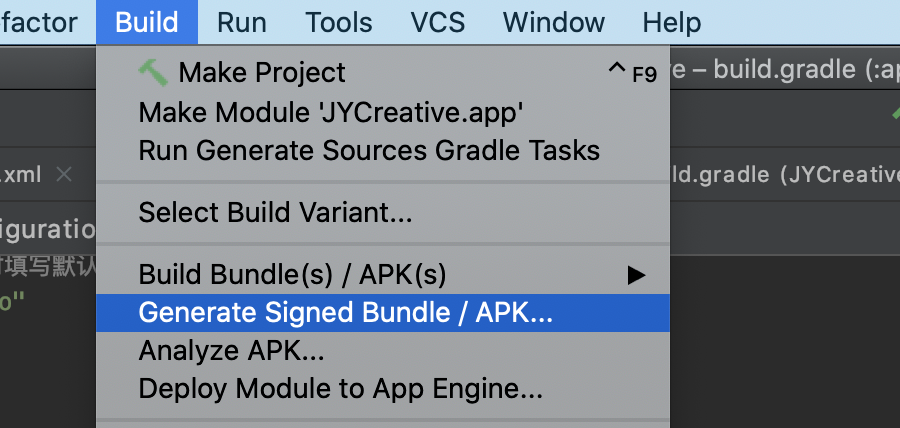 factor Build Run Tools VCS Window Help
Make Project ^ F9
e – build.gradle (:ap
Make Module 'JYCreative.app'
Run Generate Sources Gradle Tasks
.xml × ld.gradle (JYCreative
Select Build Variant...
iguratio
填写默认
Build Bundle(s) / APK(s) ▶
o"
Generate Signed Bundle / APK...
Analyze APK...
Deploy Module to App Engine...